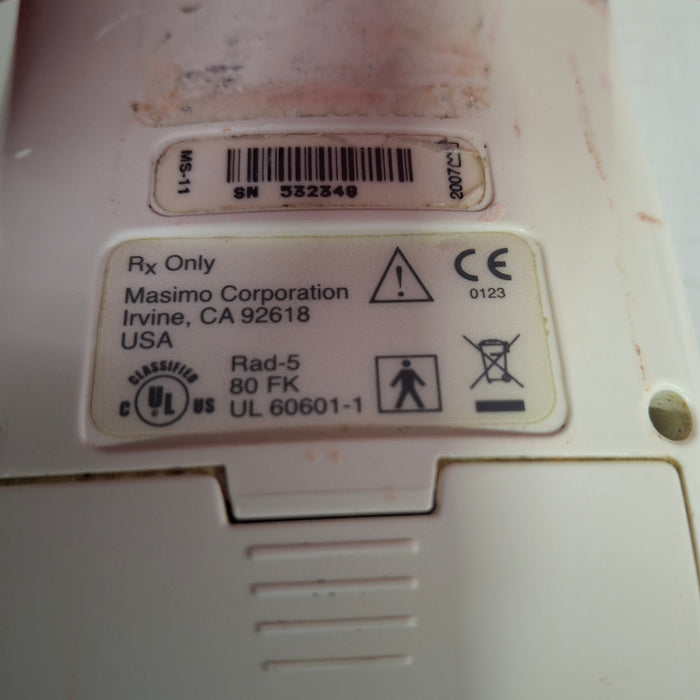 MS-11
SN 532348
2007
Rx Only
Masimo Corporation
Irvine, CA 92618
USA
CE
0123
CLASSIFIED
C UL US
Rad-5
80 FK
UL 60601-1